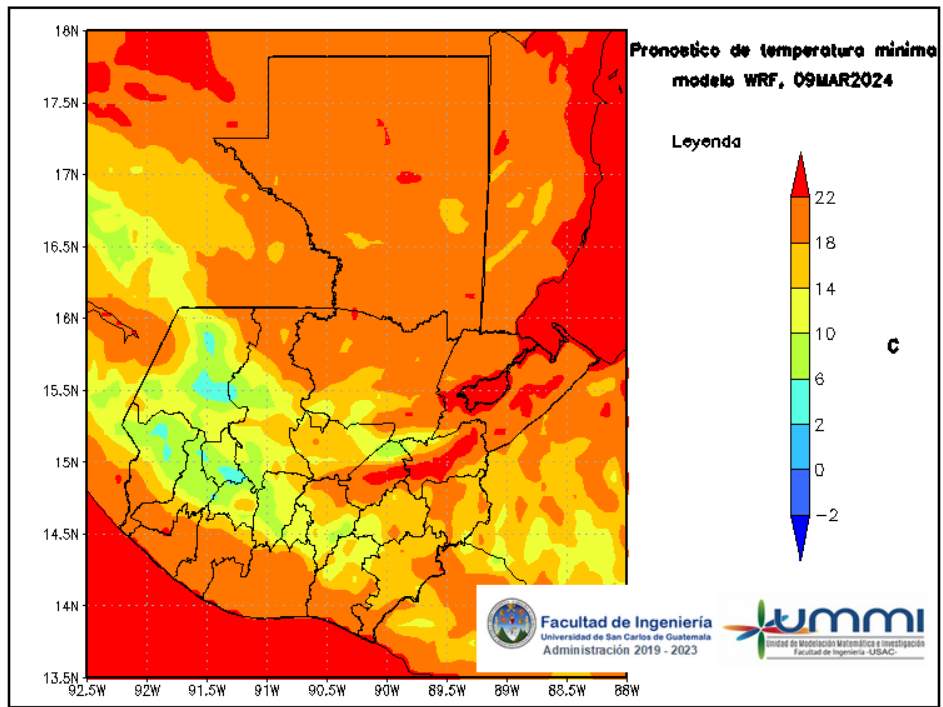 Pronostico de temperatura minima
modelo WRF, 09MAR2024
Leyenda
22
18
14
10
6
2
0
−2
C
18N
17.5N
17N
16.5N
16N
15.5N
15N
14.5N
14N
13.5N
92.5W
92W
91.5W
91W
90.5W
90W
89.5W
89W
88.5W
88W
Facultad de Ingeniería
Universidad de San Carlos de Guatemala
Administración 2019 - 2023
UMMI
Unidad de Modelación Matemática e Investigación
Facultad de Ingeniería -USAC-